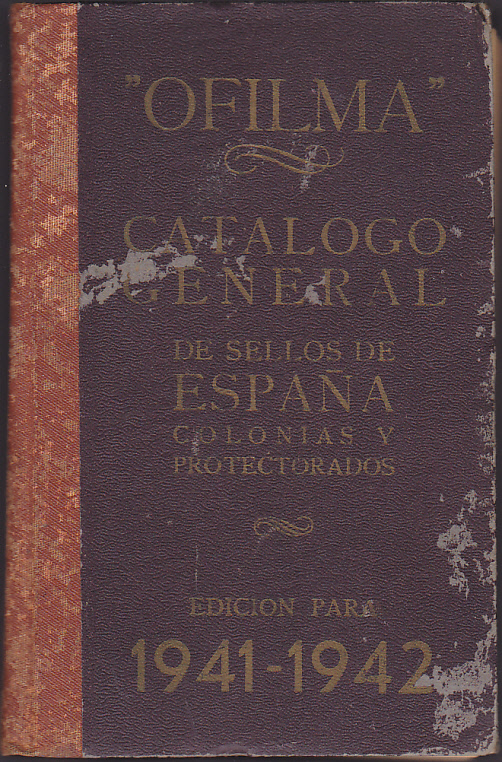 "OFILMA"
CATALOGO
GENERAL
DE SELLOS DE
ESPAÑA
COLONIAS Y
PROTECTORADOS
EDICION PARA
1941-1942